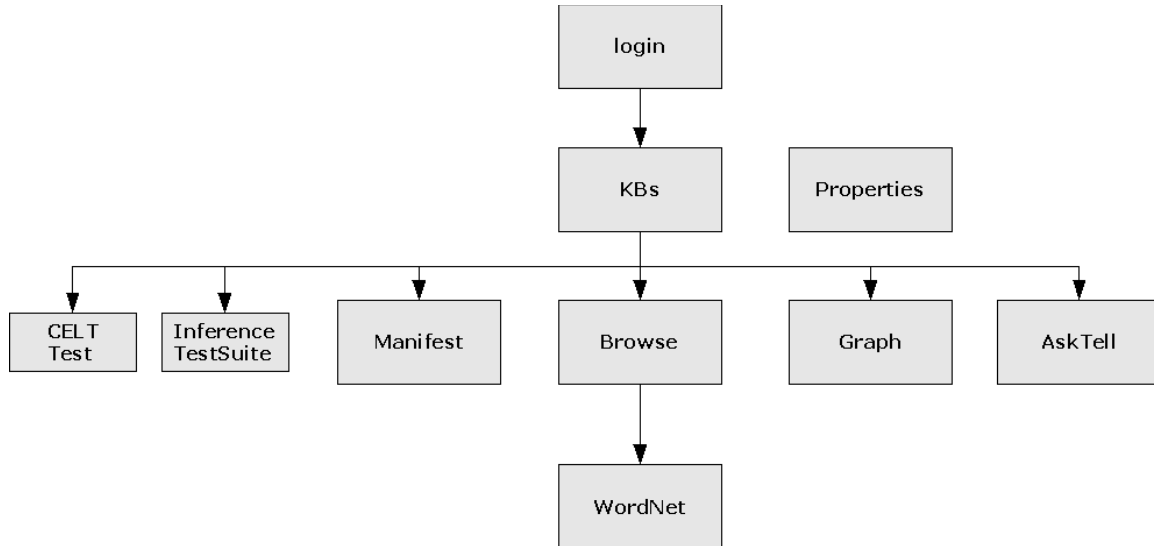 login
KBs
Properties
CELT
Test
Inference
TestSuite
Manifest
Browse
Graph
AskTell
WordNet